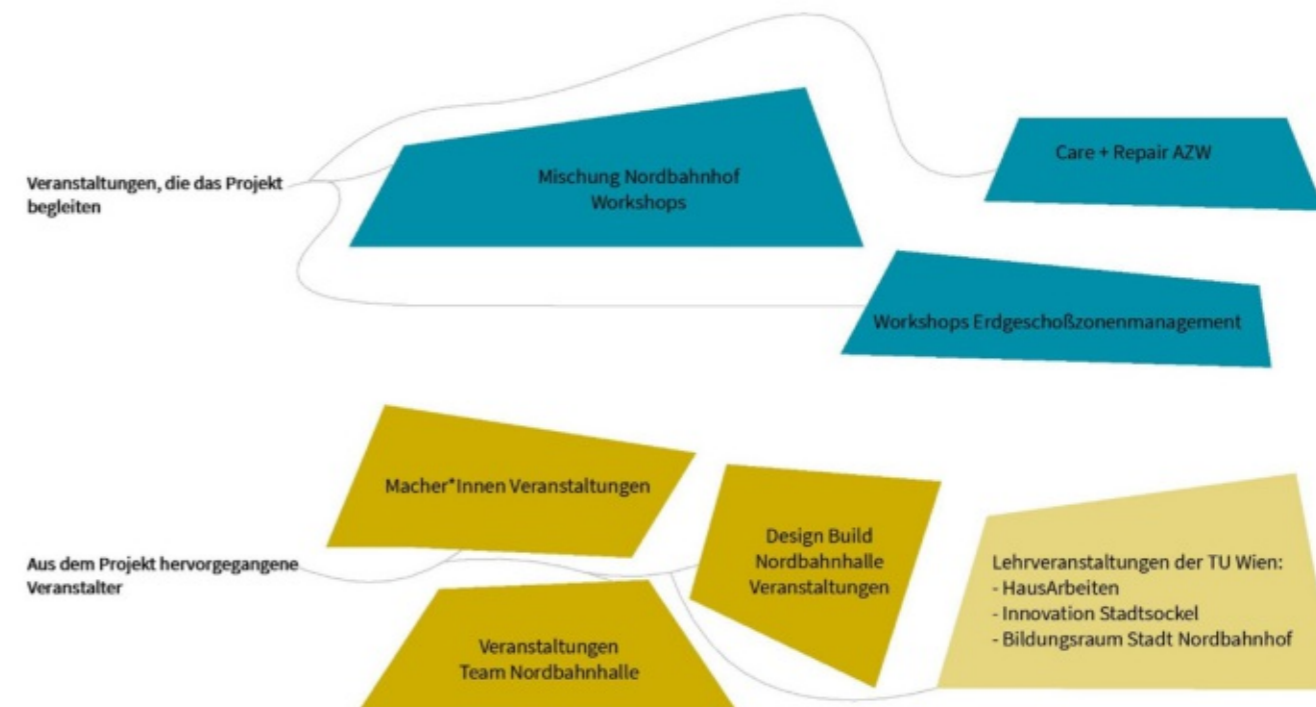 Veranstaltungen, die das Projekt
begleiten
Mischung Nordbahnhof
Workshops
Care + Repair AZW
Workshops Erdgeschoßzonenmanagement
Aus dem Projekt hervorgegangene
Veranstalter
Macher*Innen Veranstaltungen
Veranstaltungen
Team Nordbahnhalle
Design Build
Nordbahnhalle
Veranstaltungen
Lehrveranstaltungen der TU Wien:
- HausArbeiten
- Innovation Stadtsockel
- Bildungsraum Stadt Nordbahnhof